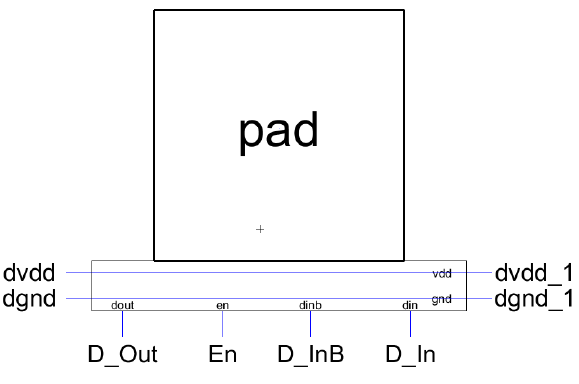 pad
dvdd vdd dvdd_1
dgnd gnd dgnd_1
dout en dinb din
D_Out En D_InB D_In